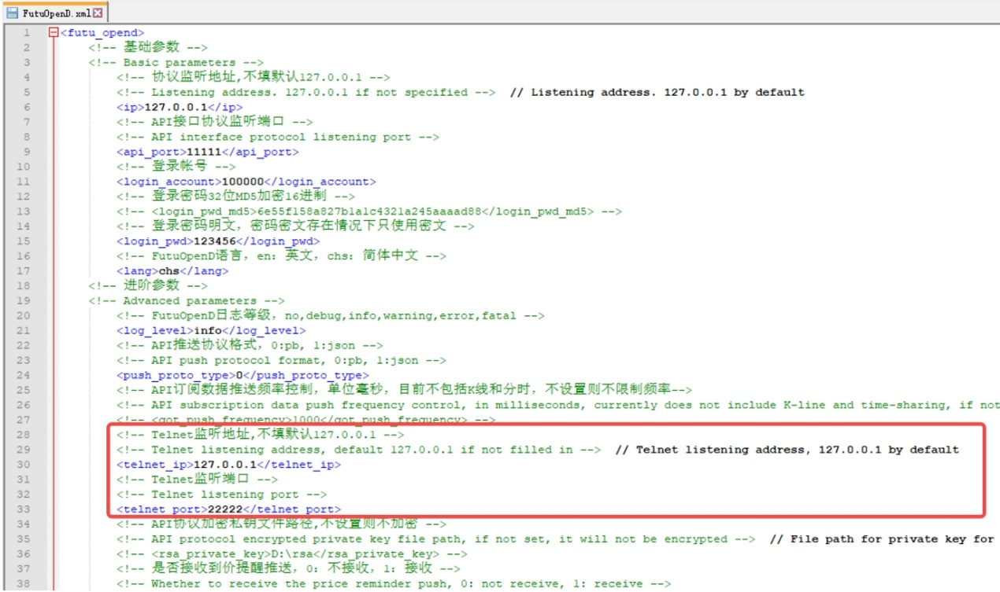 FutuOpenD.xml
1 <futu_opend>
2 <!-- 基础参数 -->
3 <!-- Basic parameters -->
4 <!-- 协议监听地址,不填默认127.0.0.1 -->
5 <!-- Listening address. 127.0.0.1 if not specified --> // Listening address. 127.0.0.1 by default
6 <ip>127.0.0.1</ip>
7 <!-- API接口协议监听端口 -->
8 <!-- API interface protocol listening port -->
9 <api_port>11111</api_port>
10 <!-- 登录帐号 -->
11 <login_account>100000</login_account>
12 <!-- 登录密码32位MD5加密16进制 -->
13 <!-- <login_pwd_md5>6e55f158a827b1a1c4321a245aaaad88</login_pwd_md5> -->
14 <!-- 登录密码明文，密码密文存在情况下只使用密文 -->
15 <login_pwd>123456</login_pwd>
16 <!-- FutuOpenD语言，en: 英文，chs: 简体中文 -->
17 <lang>chs</lang>
18 <!-- 进阶参数 -->
19 <!-- Advanced parameters -->
20 <!-- FutuOpenD日志等级，no,debug,info,warning,error,fatal -->
21 <log_level>info</log_level>
22 <!-- API推送协议格式，0:pb, 1:json -->
23 <!-- API push protocol format, 0:pb, 1:json -->
24 <push_proto_type>0</push_proto_type>
25 <!-- API订阅数据推送频率控制，单位毫秒，目前不包括K线和分时，不设置则不限制频率-->
26 <!-- API subscription data push frequency control, in milliseconds, currently does not include K-line and time-sharing, if not
27 <!-- <qot_push_frequency>1000</qot_push_frequency> -->
28 <!-- Telnet监听地址,不填默认127.0.0.1 -->
29 <!-- Telnet listening address, default 127.0.0.1 if not filled in --> // Telnet listening address, 127.0.0.1 by default
30 <telnet_ip>127.0.0.1</telnet_ip>
31 <!-- Telnet监听端口 -->
32 <!-- Telnet listening port -->
33 <telnet_port>22222</telnet_port>
34 <!-- API协议加密私钥文件路径,不设置则不加密 -->
35 <!-- API protocol encrypted private key file path, if not set, it will not be encrypted --> // File path for private key for
36 <!-- <rsa_private_key>D:\rsa</rsa_private_key> -->
37 <!-- 是否接收到价提醒推送，0: 不接收，1: 接收 -->
38 <!-- Whether to receive the price reminder push, 0: not receive, 1: receive -->